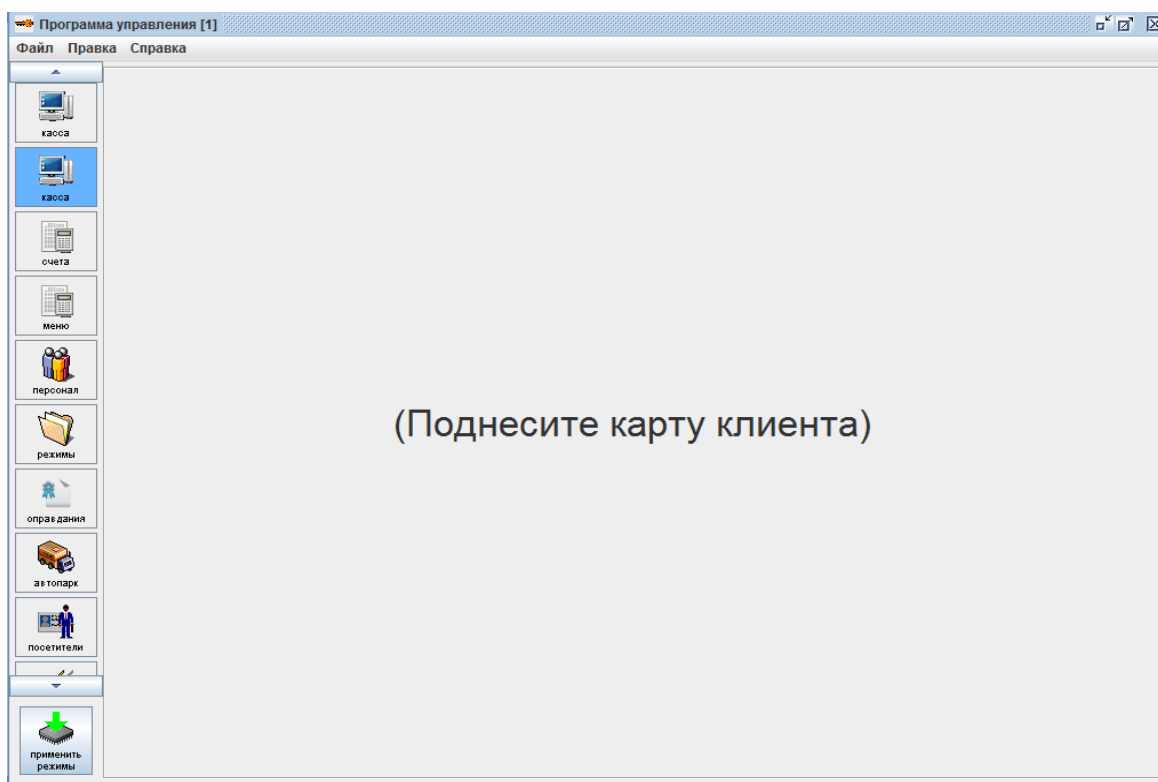 Программа управления [1]
Файл Правка Справка
касса
касса
счета
меню
персонал
режимы
оправдания
автопарк
посетители
(Поднесите карту клиента)
применить
режимы